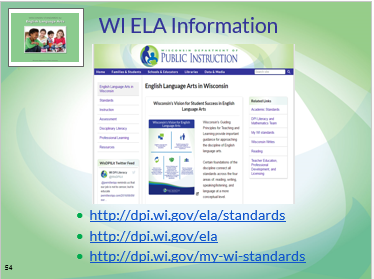 WI ELA Information
WISCONSIN DEPARTMENT OF
PUBLIC INSTRUCTION
Home Families & Students Schools & Educators Libraries Data & Media
English Language Arts in Wisconsin
Standards
Instruction
Assessment
Disciplinary Literacy
Professional Learning
Resources
English Language Arts in Wisconsin
Wisconsin's Vision for Student Success in English
Language Arts
Wisconsin's Guiding
Principles for Teaching and
Learning provide important
guidance for approaching
the discipline of English
language arts.
Certain foundations of the
discipline connect all
standards across the five
areas of reading, writing,
speaking/listening, and
language at a more
conceptual level.
Related Links
Academic Standards
DPI Literacy and
Mathematics Team
My WI Standards
Wisconsin Writes
Reading
Teacher Education,
Professional
Development, and
Licensing
http://dpi.wi.gov/ela/standards
http://dpi.wi.gov/ela
http://dpi.wi.gov/my-wi-standards
54